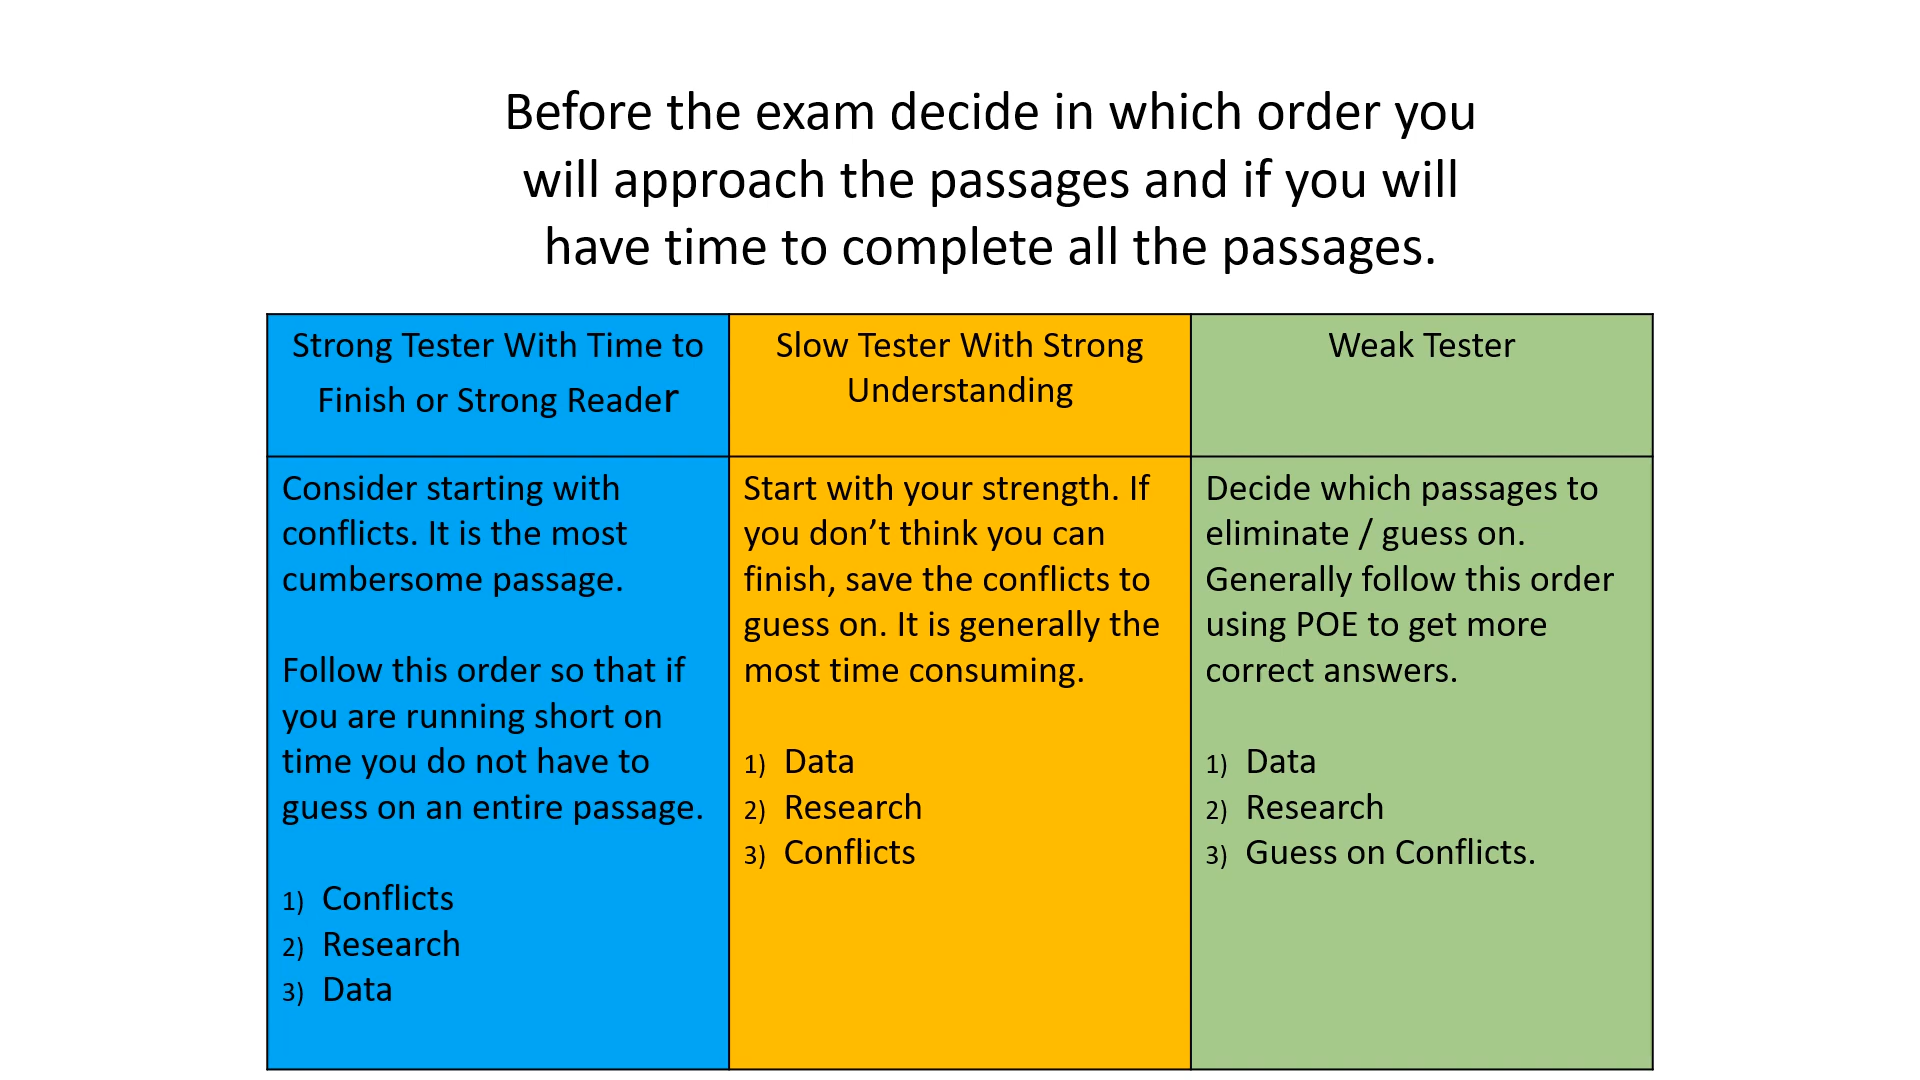 Before the exam decide in which order you
will approach the passages and if you will
have time to complete all the passages.
Strong Tester With Time to
Finish or Strong Reader
Consider starting with
conflicts. It is the most
cumbersome passage.
Follow this order so that if
you are running short on
time you do not have to
guess on an entire passage.
1) Conflicts
2) Research
3) Data
Slow Tester With Strong
Understanding
Start with your strength. If
you don’t think you can
finish, save the conflicts to
guess on. It is generally the
most time consuming.
1) Data
2) Research
3) Conflicts
Weak Tester
Decide which passages to
eliminate / guess on.
Generally follow this order
using POE to get more
correct answers.
1) Data
2) Research
3) Guess on Conflicts.